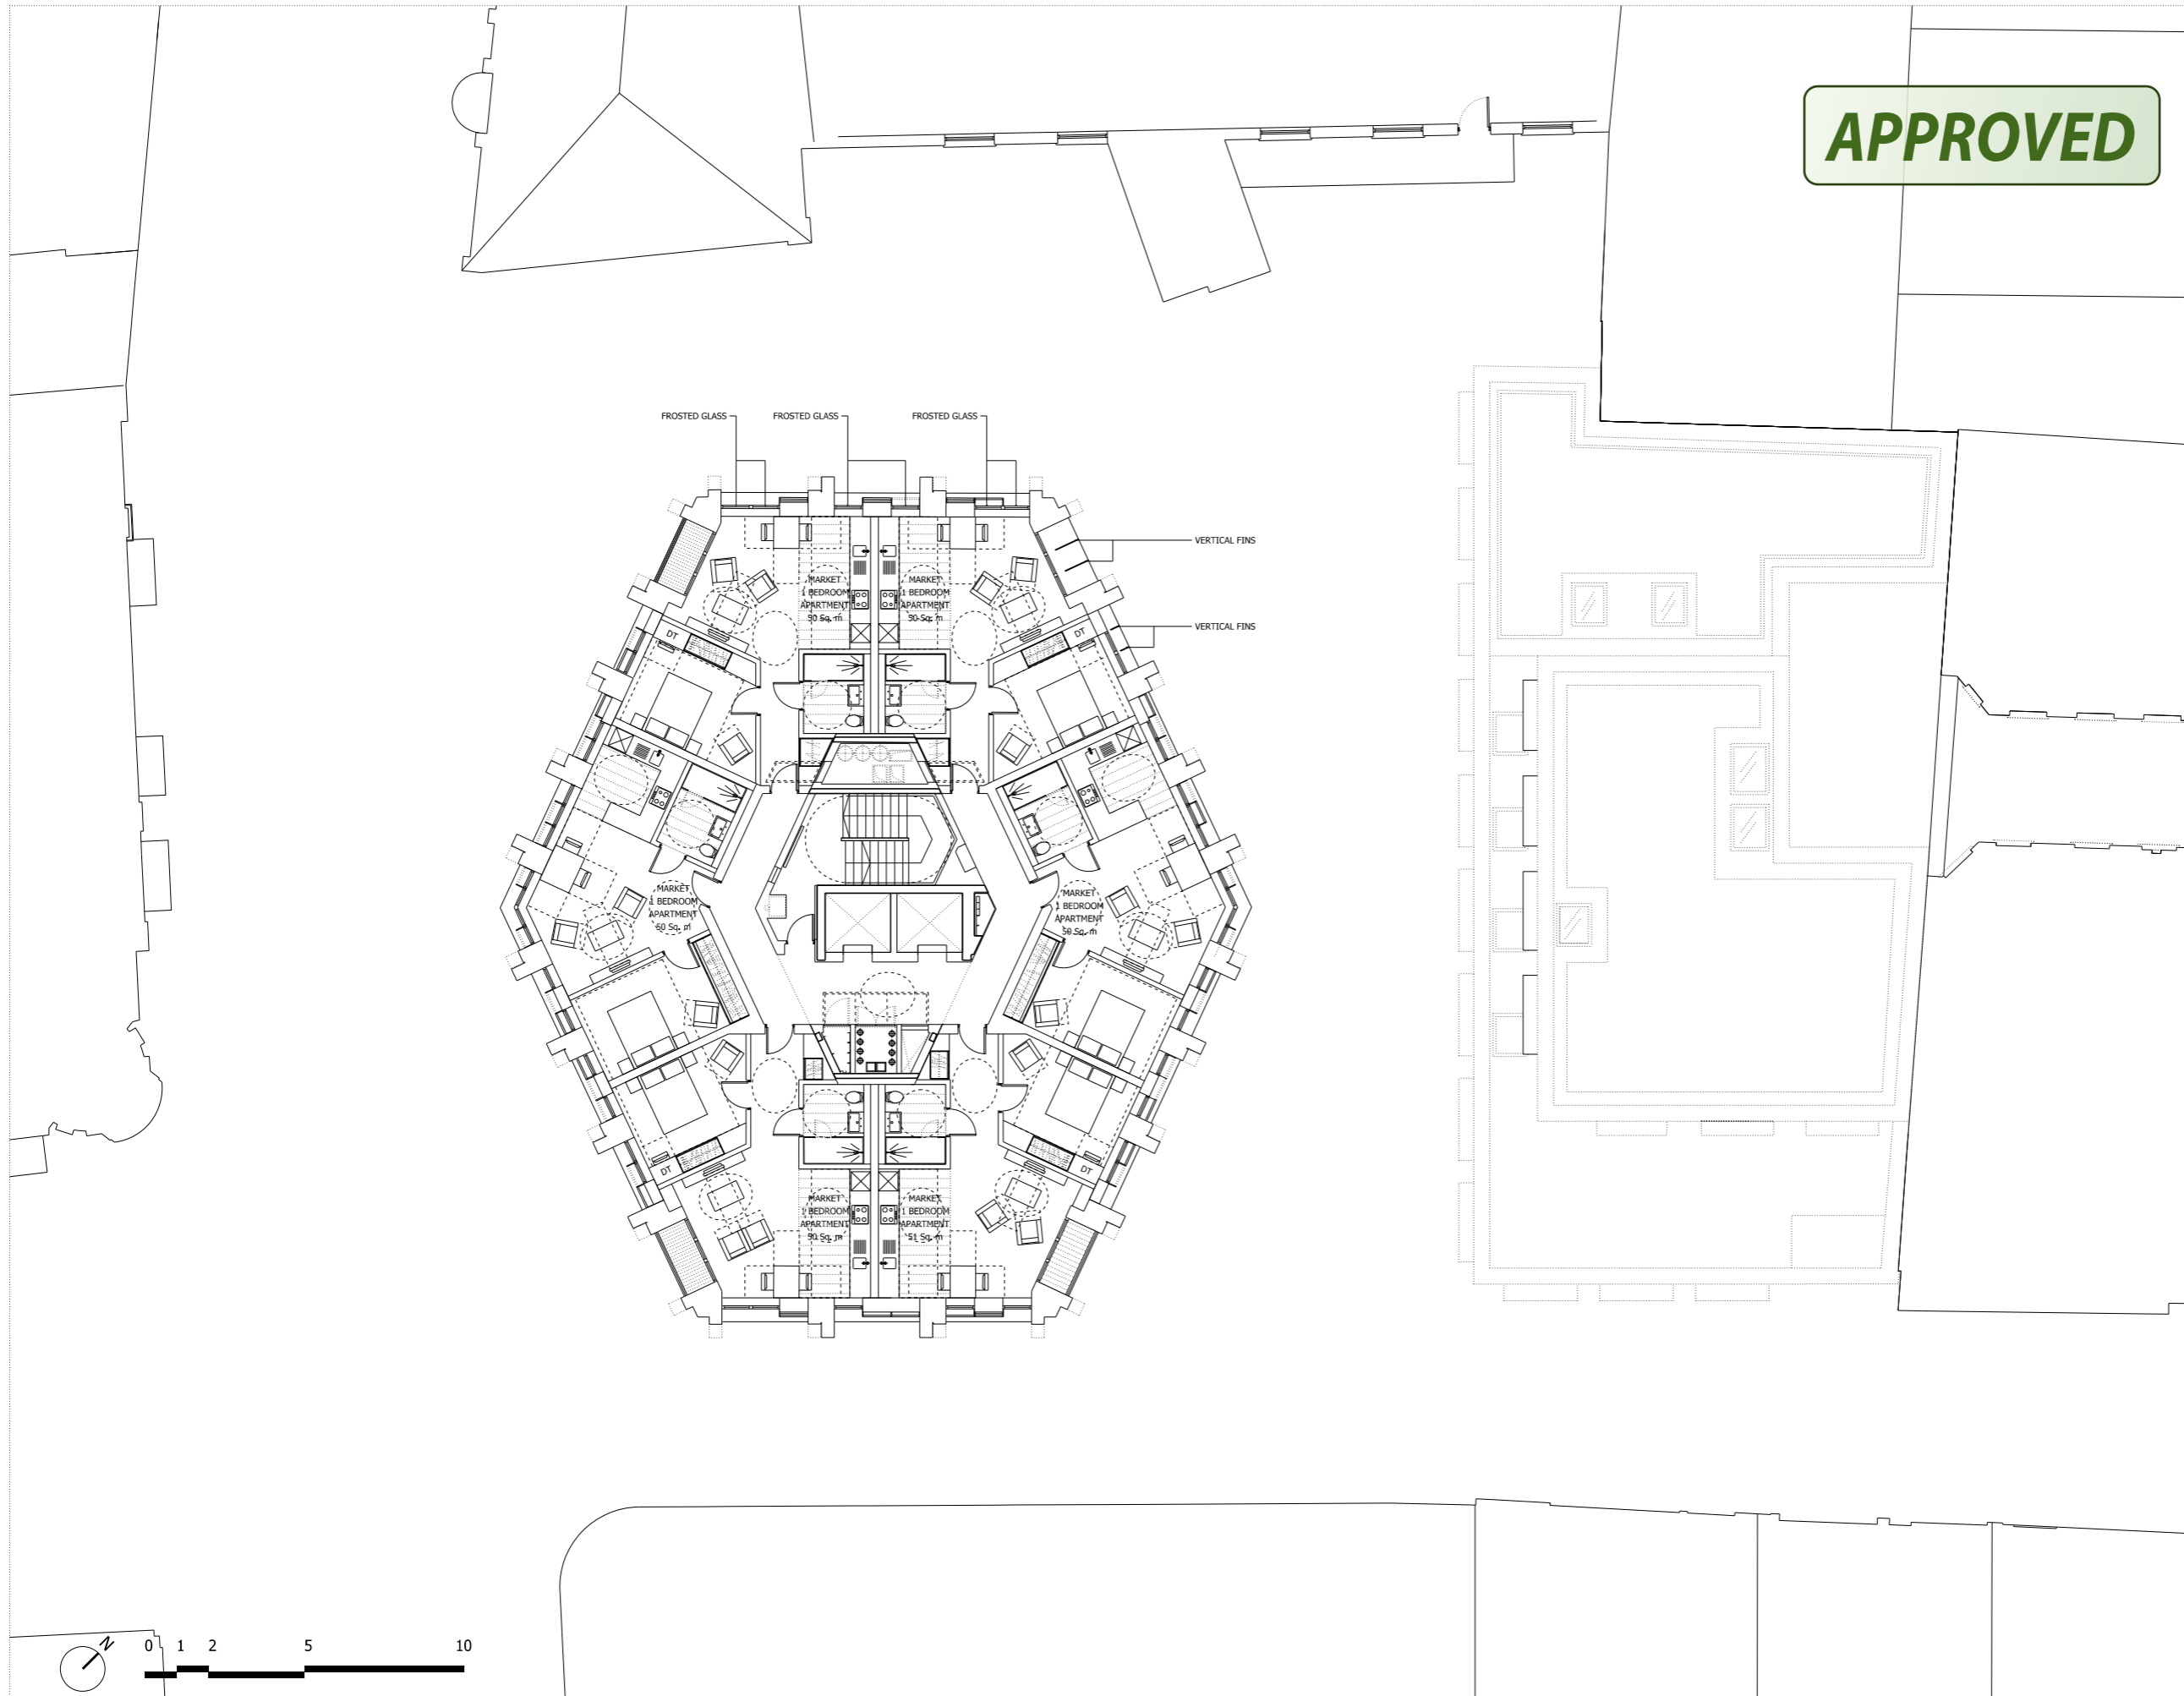 APPROVED
FROSTED GLASS
FROSTED GLASS
FROSTED GLASS
VERTICAL FINS
VERTICAL FINS
MARKET
1 BEDROOM
APARTMENT
50 Sq. m
MARKET
1 BEDROOM
APARTMENT
50 Sq. m
DT
DT
MARKET
1 BEDROOM
APARTMENT
50 Sq. m
MARKET
1 BEDROOM
APARTMENT
50 Sq. m
DT
DT
MARKET
1 BEDROOM
APARTMENT
50 Sq. m
MARKET
1 BEDROOM
APARTMENT
51 Sq. m
N
0 1 2 5 10